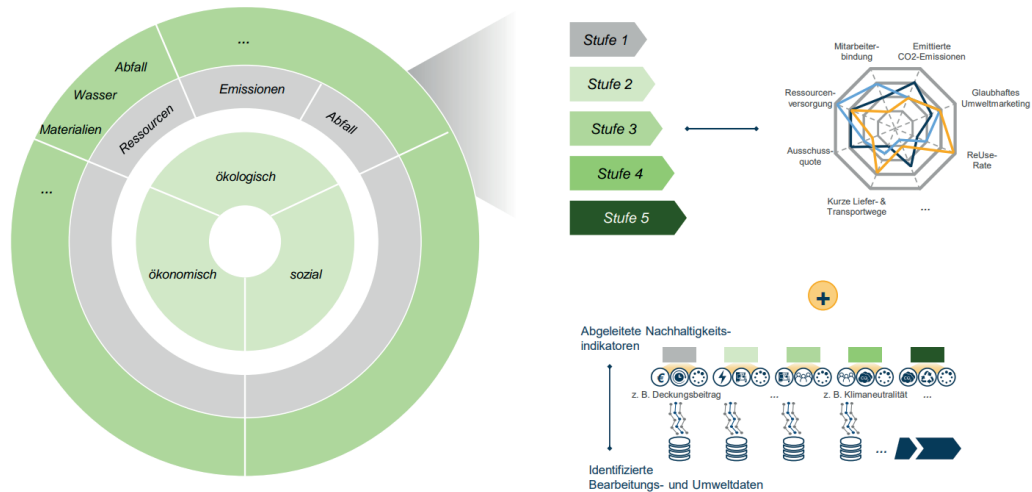 ...
Abfall
Wasser
Materialien
...
Emissionen
Ressourcen
Abfall
ökologisch
ökonomisch
sozial
Stufe 1
Stufe 2
Stufe 3
Stufe 4
Stufe 5
Mitarbeiter-
bindung
Emittierte
CO2-Emissionen
Ressourcen-
versorgung
Glaubhaftes
Umweltmarketing
Ausschuss-
quote
ReUse-
Rate
Kurze Liefer- &
Transportwege
...
+
Abgeleitete Nachhaltigkeits-
indikatoren
€
z. B. Deckungsbeitrag
...
z. B. Klimaneutralität
...
...
Identifizierte
Bearbeitungs- und Umweltdaten